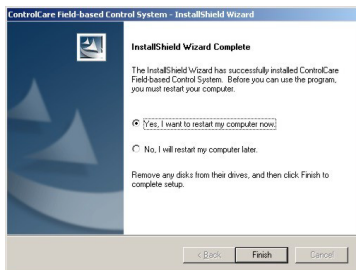 ControlCare Field-based Control System - InstallShield Wizard
InstallShield Wizard Complete
The InstallShield Wizard has successfully installed ControlCare
Field-based Control System. Before you can use the program,
you must restart your computer.
Yes, I want to restart my computer now.
No, I will restart my computer later.
Remove any disks from their drives, and then click Finish to
complete setup.
< Back
Finish
Cancel